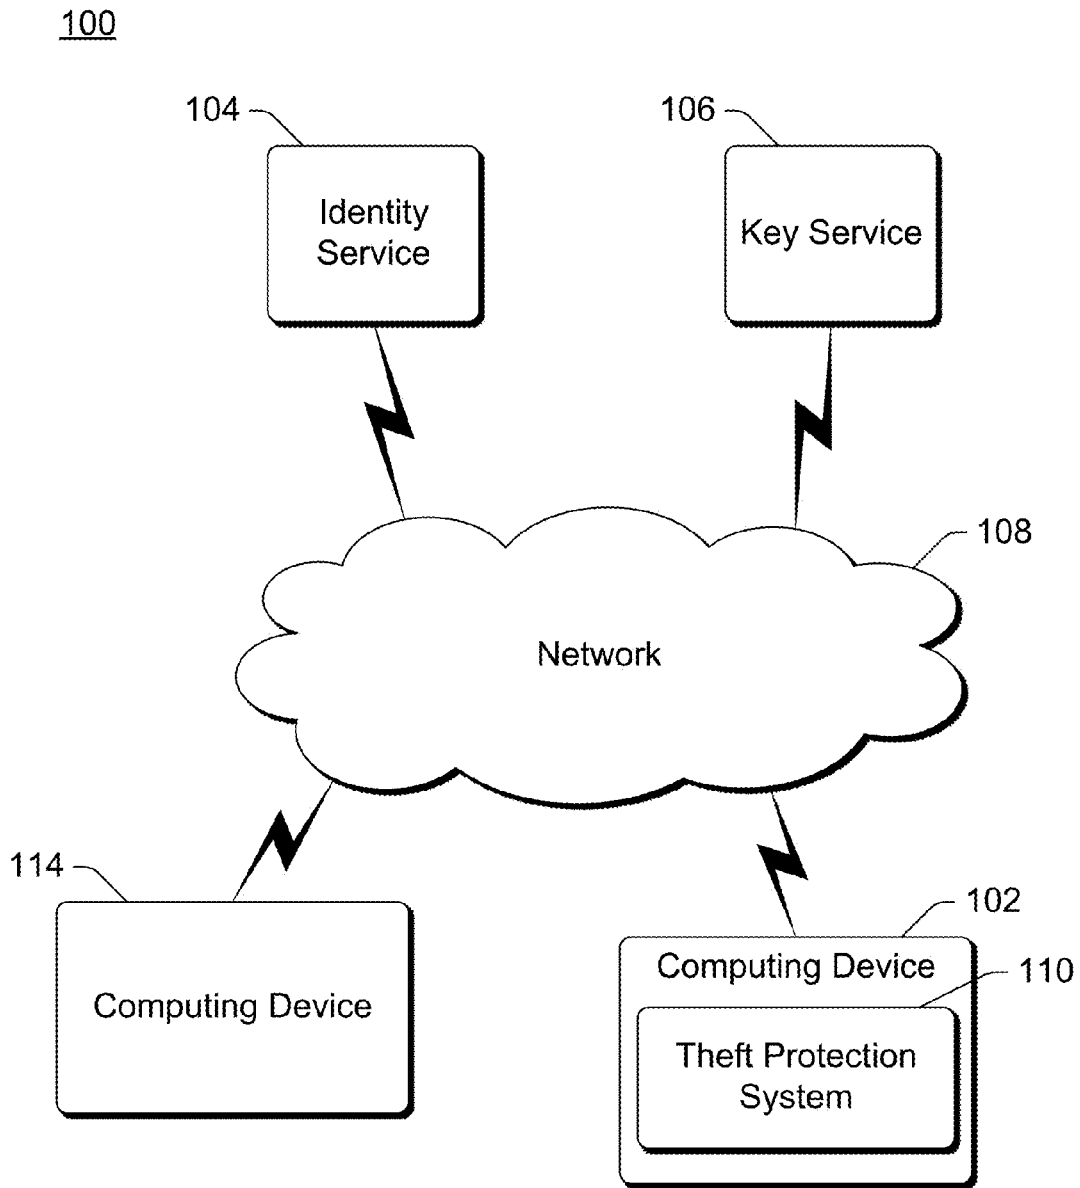 100
104
106
Identity
Service
Key Service
108
Network
114
102
Computing Device
Computing Device
110
Theft Protection
System